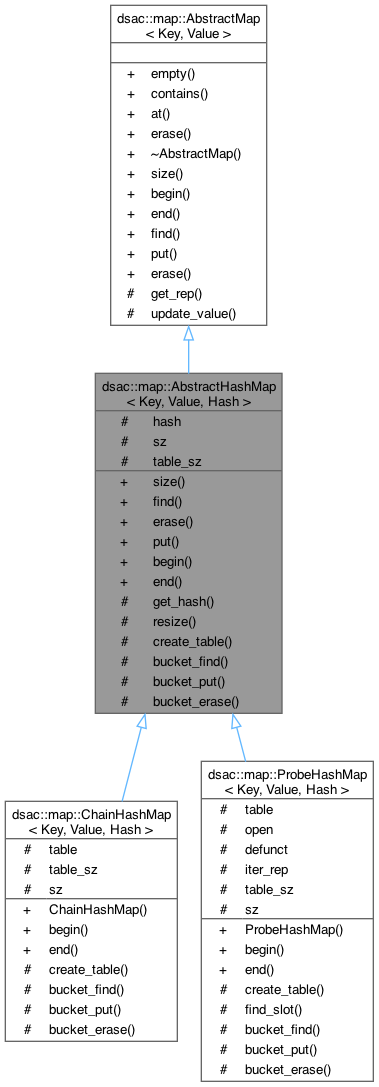 dsac::map::AbstractMap
< Key, Value >
+ empty()
+ contains()
+ at()
+ erase()
+ ~AbstractMap()
+ size()
+ begin()
+ end()
+ find()
+ put()
+ erase()
# get_rep()
# update_value()
dsac::map::AbstractHashMap
< Key, Value, Hash >
# hash
# sz
# table_sz
+ size()
+ find()
+ erase()
+ put()
+ begin()
+ end()
# get_hash()
# resize()
# create_table()
# bucket_find()
# bucket_put()
# bucket_erase()
dsac::map::ChainHashMap
< Key, Value, Hash >
# table
# table_sz
# sz
+ ChainHashMap()
+ begin()
+ end()
# create_table()
# bucket_find()
# bucket_put()
# bucket_erase()
dsac::map::ProbeHashMap
< Key, Value, Hash >
# table
# open
# defunct
# iter_rep
# table_sz
# sz
+ ProbeHashMap()
+ begin()
+ end()
# create_table()
# find_slot()
# bucket_find()
# bucket_put()
# bucket_erase()